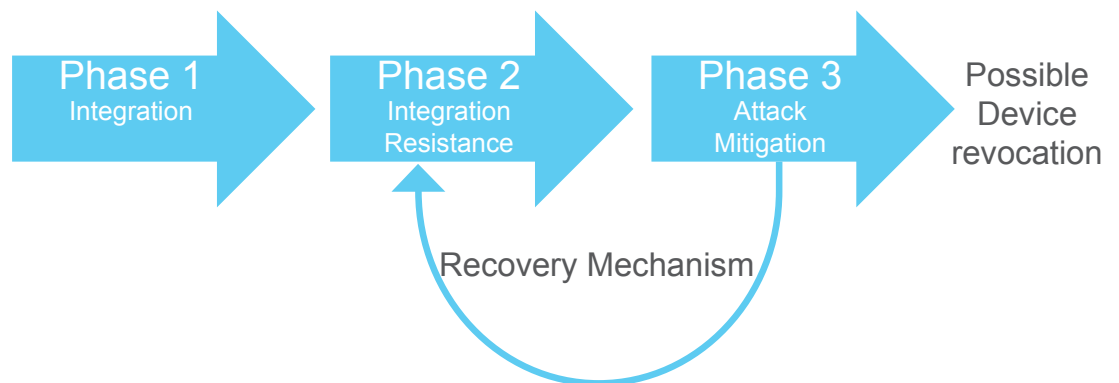 Phase 1
Integration
Phase 2
Integration
Resistance
Phase 3
Attack
Mitigation
Possible
Device
revocation
Recovery Mechanism